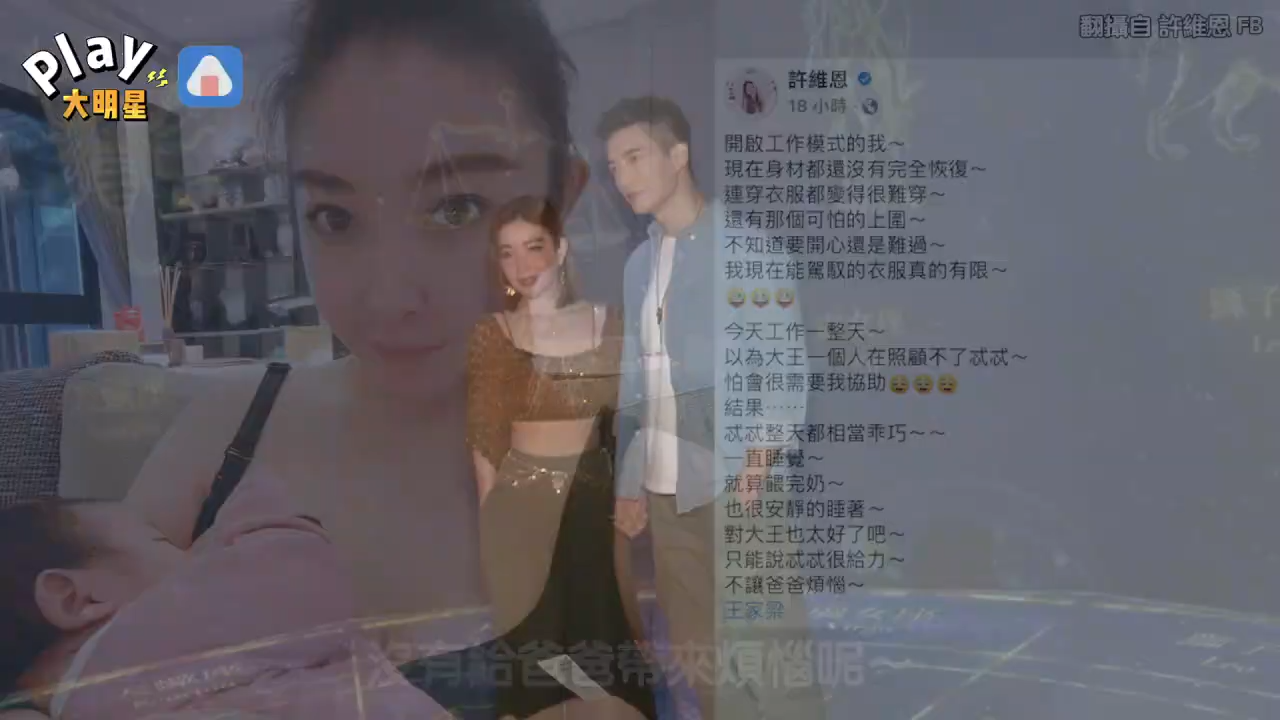 Play
大明星
翻攝自 許維恩 FB
許維恩
18 小時
開啟工作模式的我~
現在身材都還沒有完全恢復~
連穿衣服都變得很難穿~
還有那個可怕的上圍~
不知道要開心還是難過~
我現在能駕馭的衣服真的有限~
今天工作一整天~
以為大王一個人在照顧不了忒忒~
怕會很需要我協助
結果⋯⋯
忒忒整天都相當乖巧~~
一直睡覺~
就算餵完奶~
也很安靜的睡著~
對大王也太好了吧~
只能說忒忒很給力~
不讓爸爸煩惱~
王家梁
沒有給爸爸帶來煩惱呢~